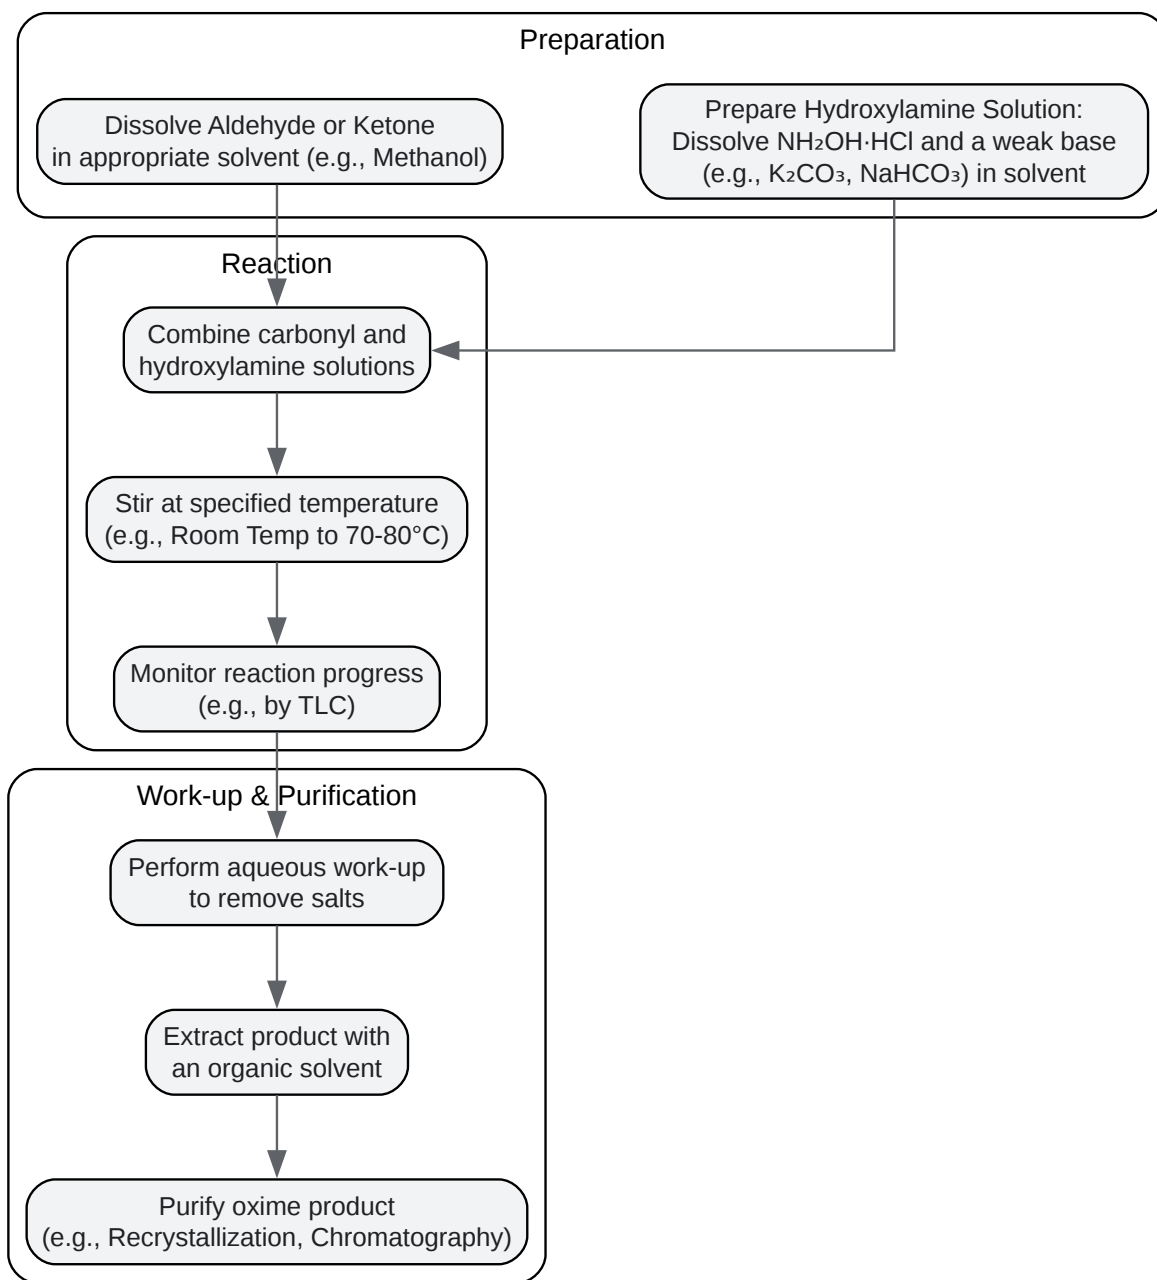 Preparation
Dissolve Aldehyde or Ketone
in appropriate solvent (e.g., Methanol)
Prepare Hydroxylamine Solution:
Dissolve NH₂OH·HCl and a weak base
(e.g., K₂CO₃, NaHCO₃) in solvent
Reaction
Combine carbonyl and
hydroxylamine solutions
Stir at specified temperature
(e.g., Room Temp to 70-80°C)
Monitor reaction progress
(e.g., by TLC)
Work-up & Purification
Perform aqueous work-up
to remove salts
Extract product with
an organic solvent
Purify oxime product
(e.g., Recrystallization, Chromatography)